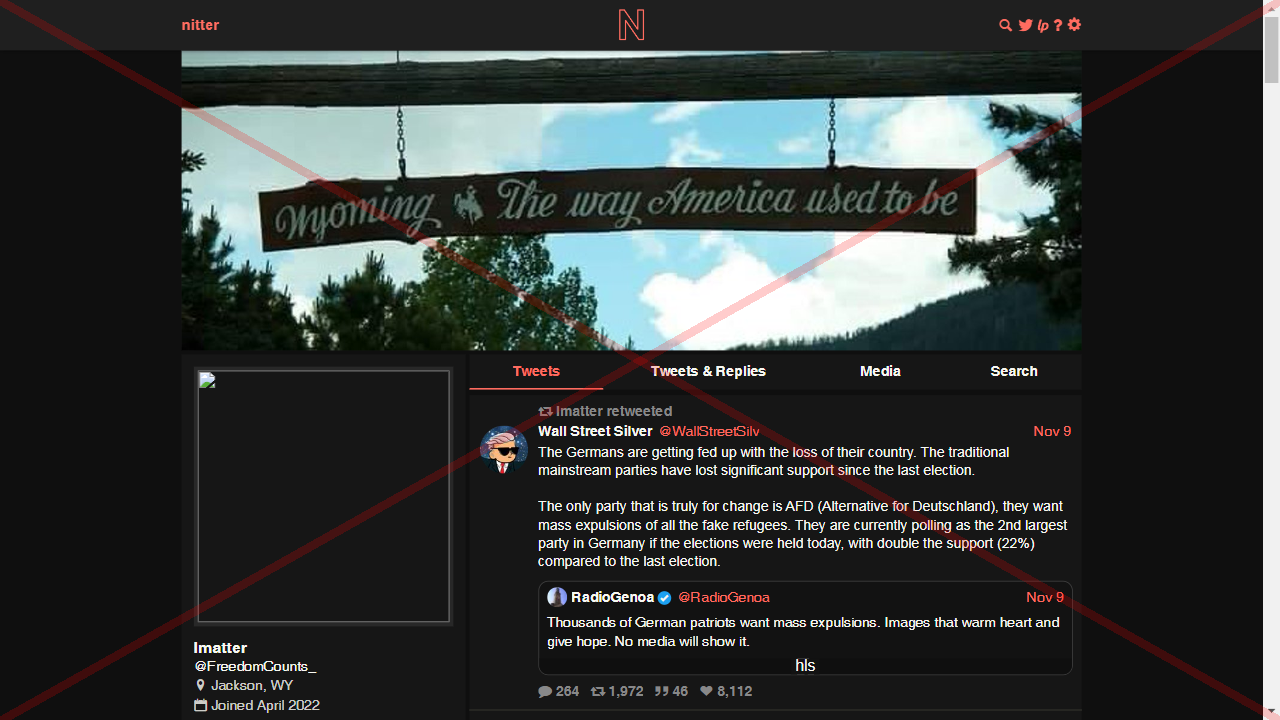 nitter
N
lp ?
Wyoming The way America used to be
Tweets
Tweets & Replies
Media
Search
Imatter retweeted
Wall Street Silver @WallStreetSilv Nov 9
The Germans are getting fed up with the loss of their country. The traditional
mainstream parties have lost significant support since the last election.
The only party that is truly for change is AFD (Alternative for Deutschland), they want
mass expulsions of all the fake refugees. They are currently polling as the 2nd largest
party in Germany if the elections were held today, with double the support (22%)
compared to the last election.
RadioGenoa @RadioGenoa Nov 9
Thousands of German patriots want mass expulsions. Images that warm heart and
give hope. No media will show it.
hls
264 1,972 46 8,112
Imatter
@FreedomCounts_
Jackson, WY
Joined April 2022